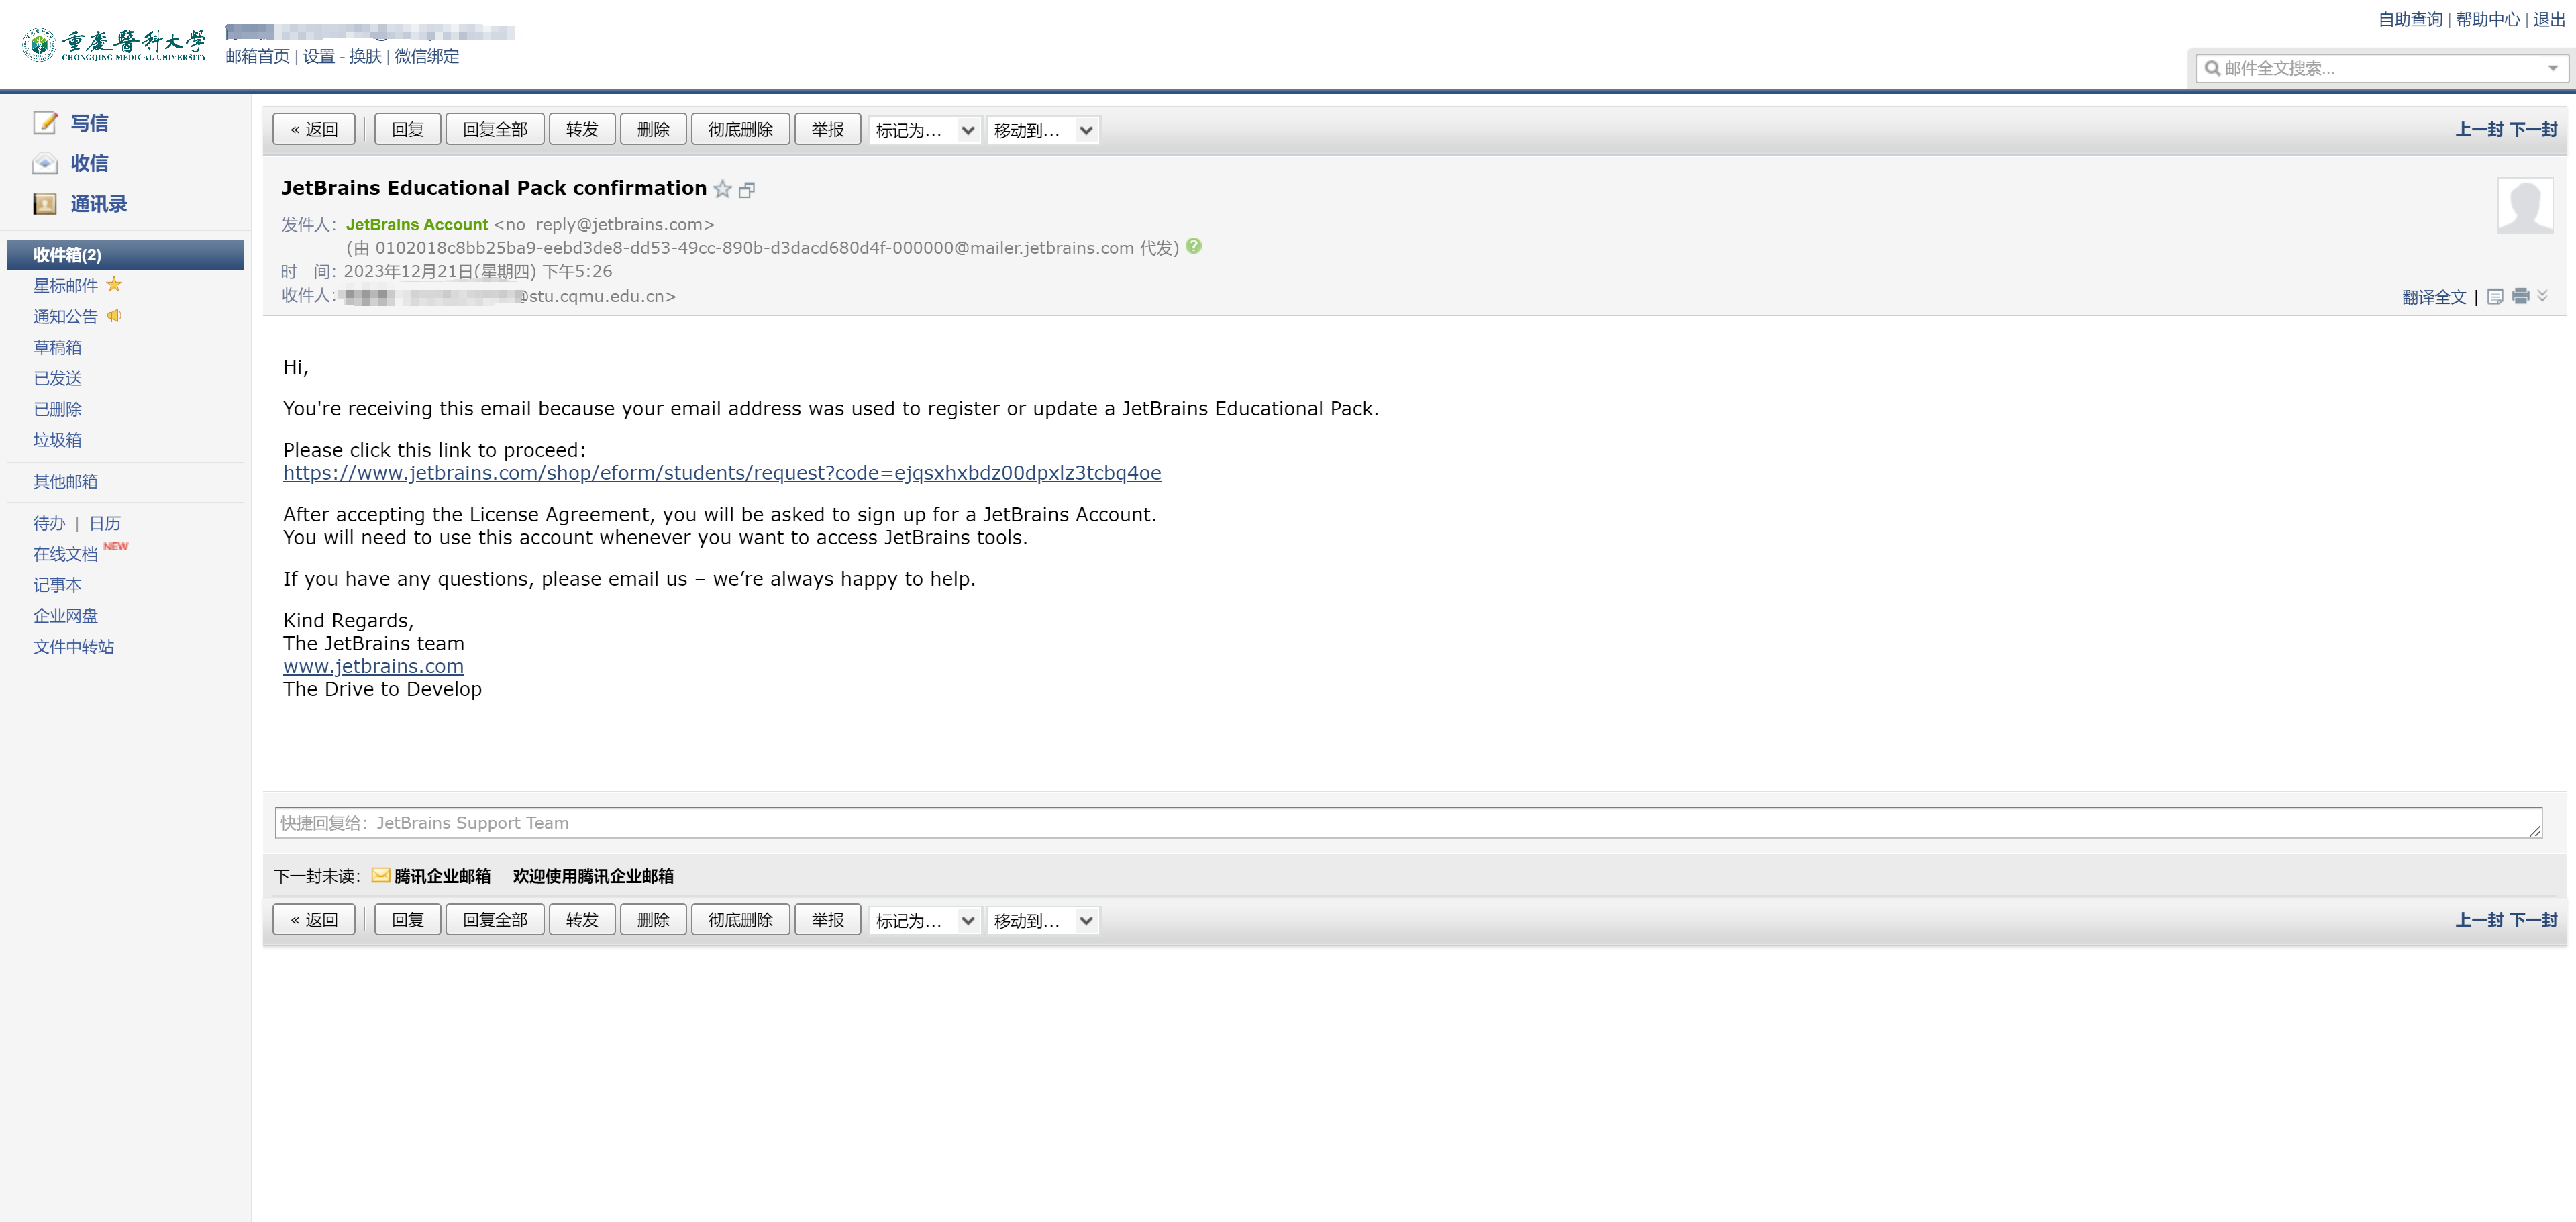 重慶醫科大学
CHONGQING MEDICAL UNIVERSITY
邮箱首页 | 设置 - 换肤 | 微信绑定
自助查询 | 帮助中心 | 退出
邮件全文搜索...
写信
收信
通讯录
收件箱(2)
星标邮件
通知公告
草稿箱
已发送
已删除
垃圾箱
其他邮箱
待办 | 日历
在线文档 NEW
记事本
企业网盘
文件中转站
« 返回 回复 回复全部 转发 删除 彻底删除 举报 标记为... 移动到... 上一封 下一封
JetBrains Educational Pack confirmation
发件人： JetBrains Account <no_reply@jetbrains.com>
(由 0102018c8bb25ba9-eebd3de8-dd53-49cc-890b-d3dacd680d4f-000000@mailer.jetbrains.com 代发)
时 间： 2023年12月21日(星期四) 下午5:26
收件人： @stu.cqmu.edu.cn>
翻译全文 |
Hi,
You're receiving this email because your email address was used to register or update a JetBrains Educational Pack.
Please click this link to proceed:
https://www.jetbrains.com/shop/eform/students/request?code=ejqsxhxbdz00dpxlz3tcbq4oe
After accepting the License Agreement, you will be asked to sign up for a JetBrains Account.
You will need to use this account whenever you want to access JetBrains tools.
If you have any questions, please email us – we’re always happy to help.
Kind Regards,
The JetBrains team
www.jetbrains.com
The Drive to Develop
快捷回复给：JetBrains Support Team
下一封未读： 腾讯企业邮箱 欢迎使用腾讯企业邮箱
« 返回 回复 回复全部 转发 删除 彻底删除 举报 标记为... 移动到... 上一封 下一封